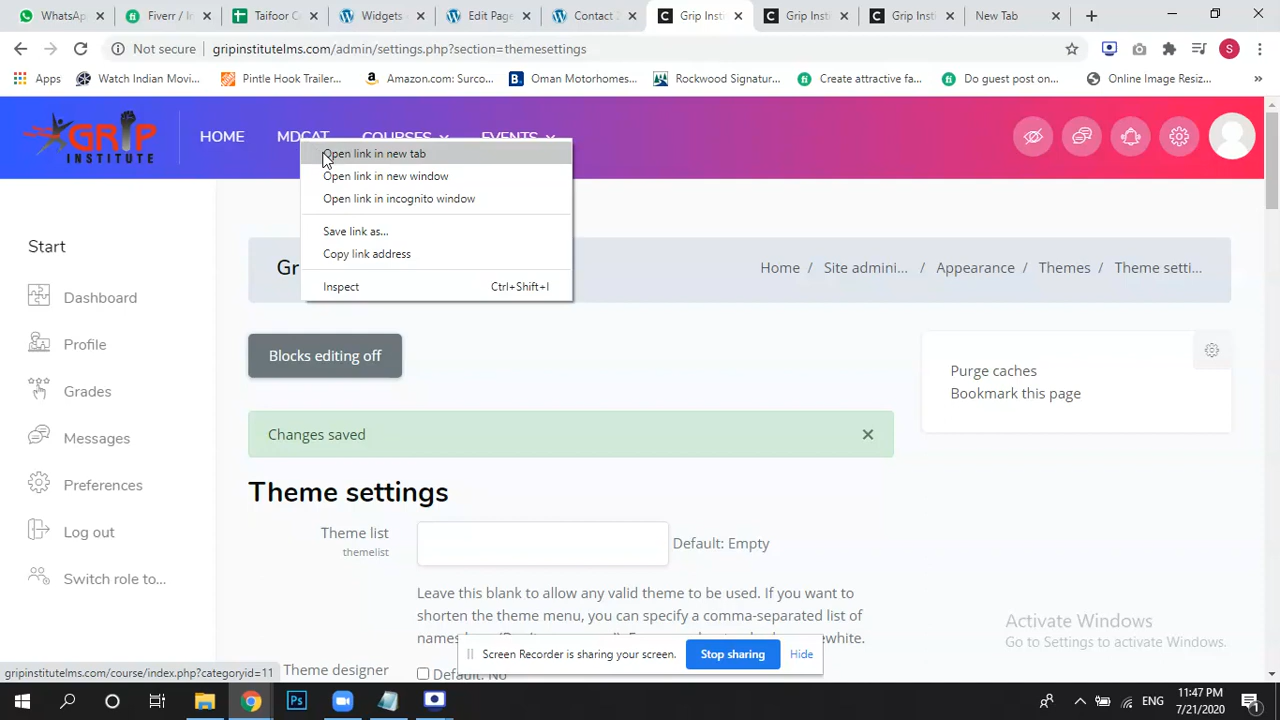 WhatsA
Fiverr / In
Taifoor C
Widgets
Edit Page
Contact 2
Grip Insti
Grip Insti
Grip Insti
New Tab
Not secure
gripinstitutelms.com/admin/settings.php?section=themesettings
S
Apps
Watch Indian Movi...
Pintle Hook Trailer...
Amazon.com: Surco...
Oman Motorhomes...
Rockwood Signatur...
Create attractive fa...
Do guest post on...
Online Image Resiz...
»
GRIP
INSTITUTE
HOME
MDCAT
COURSES
EVENTS
Open link in new tab
Open link in new window
Open link in incognito window
Save link as...
Copy link address
Inspect Ctrl+Shift+I
Start
Dashboard
Profile
Grades
Messages
Preferences
Log out
Switch role to...
Gr
Home / Site admini... / Appearance / Themes / Theme setti...
Blocks editing off
Purge caches
Bookmark this page
Changes saved
Theme settings
Theme list
themelist
Default: Empty
Leave this blank to allow any valid theme to be used. If you want to
shorten the theme menu, you can specify a comma-separated list of
Screen Recorder is sharing your screen.
Stop sharing
Hide
Theme designer
Default: No
Activate Windows
Go to Settings to activate Windows.
gripinstitutelms.com/course/index.php?categoryid=11
ENG
11:47 PM
7/21/2020